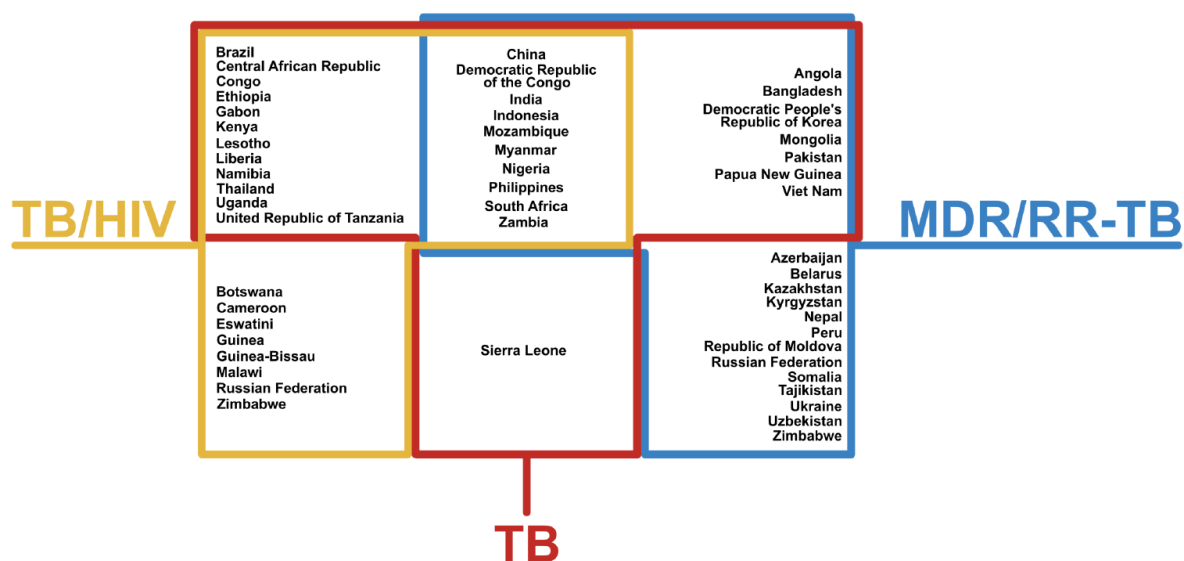 Brazil
Central African Republic
Congo
Ethiopia
Gabon
Kenya
Lesotho
Liberia
Namibia
Thailand
Uganda
United Republic of Tanzania
China
Democratic Republic
of the Congo
India
Indonesia
Mozambique
Myanmar
Nigeria
Philippines
South Africa
Zambia
Angola
Bangladesh
Democratic People's
Republic of Korea
Mongolia
Pakistan
Papua New Guinea
Viet Nam
TB/HIV
MDR/RR-TB
Botswana
Cameroon
Eswatini
Guinea
Guinea-Bissau
Malawi
Russian Federation
Zimbabwe
Sierra Leone
Azerbaijan
Belarus
Kazakhstan
Kyrgyzstan
Nepal
Peru
Republic of Moldova
Russian Federation
Somalia
Tajikistan
Ukraine
Uzbekistan
Zimbabwe
TB